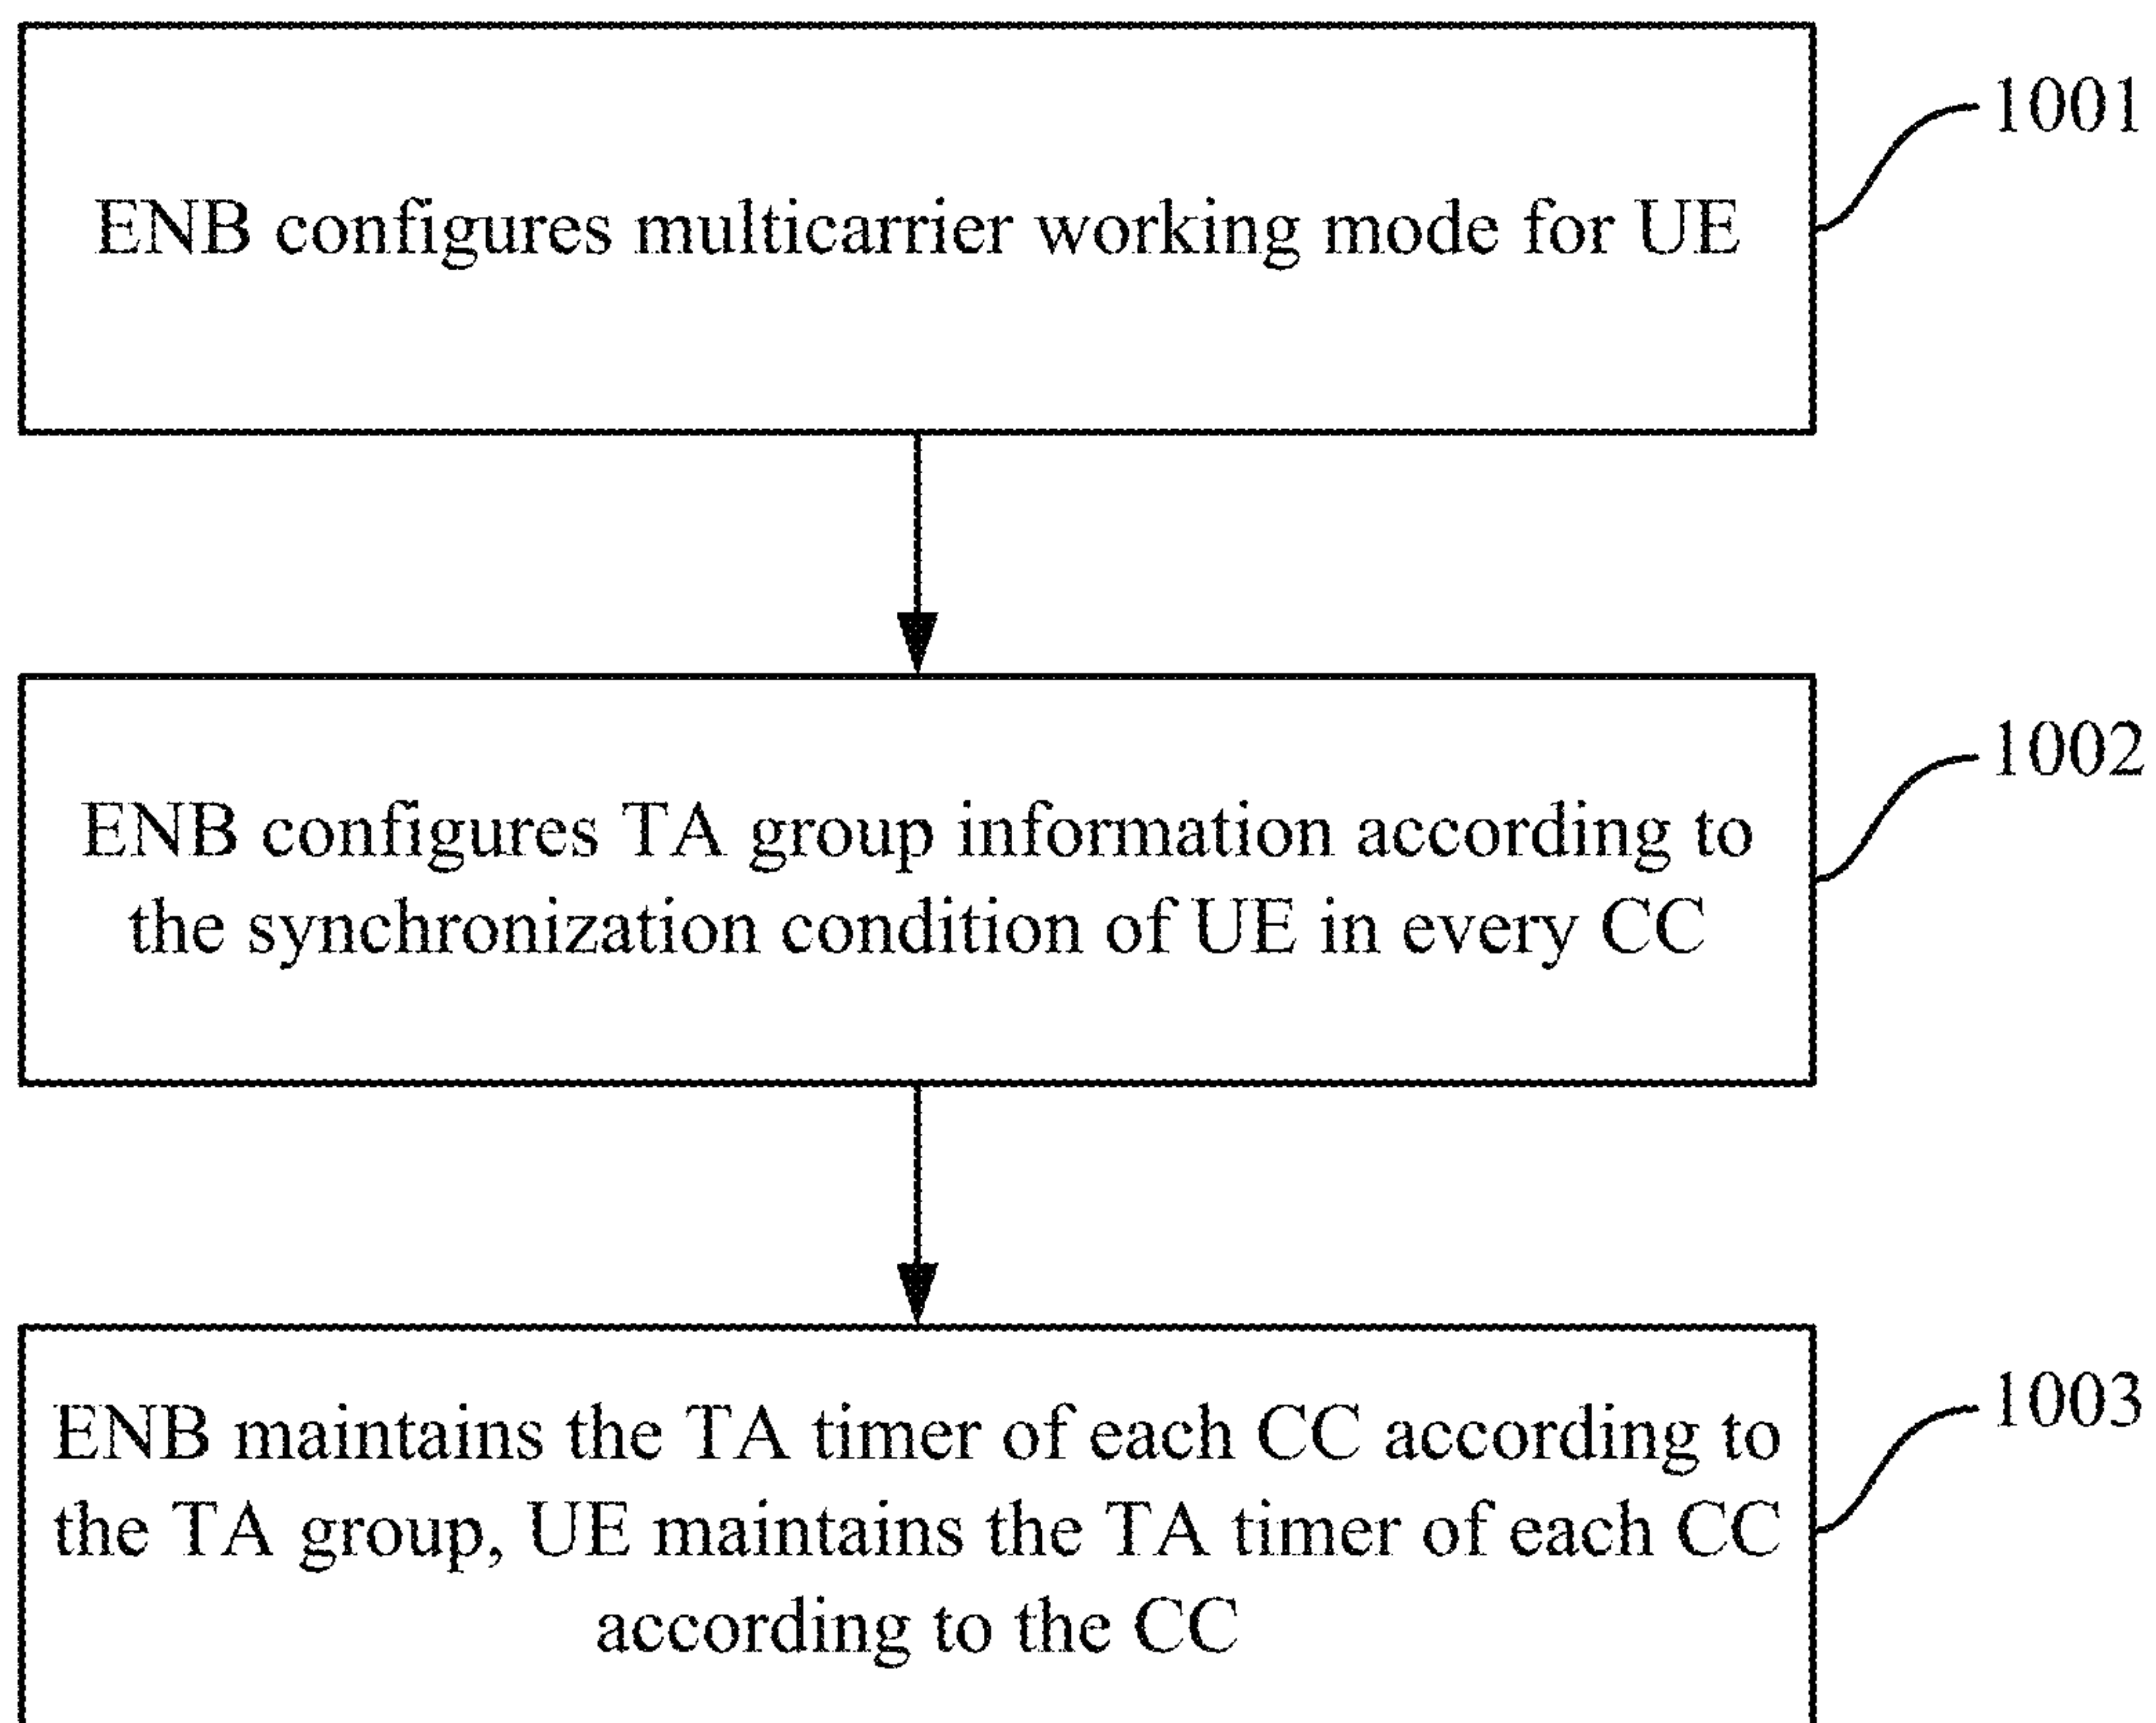 ENB configures multicarrier working mode for UE
1001
ENB configures TA group information according to
the synchronization condition of UE in every CC
1002
ENB maintains the TA timer of each CC according to
the TA group, UE maintains the TA timer of each CC
according to the CC
1003